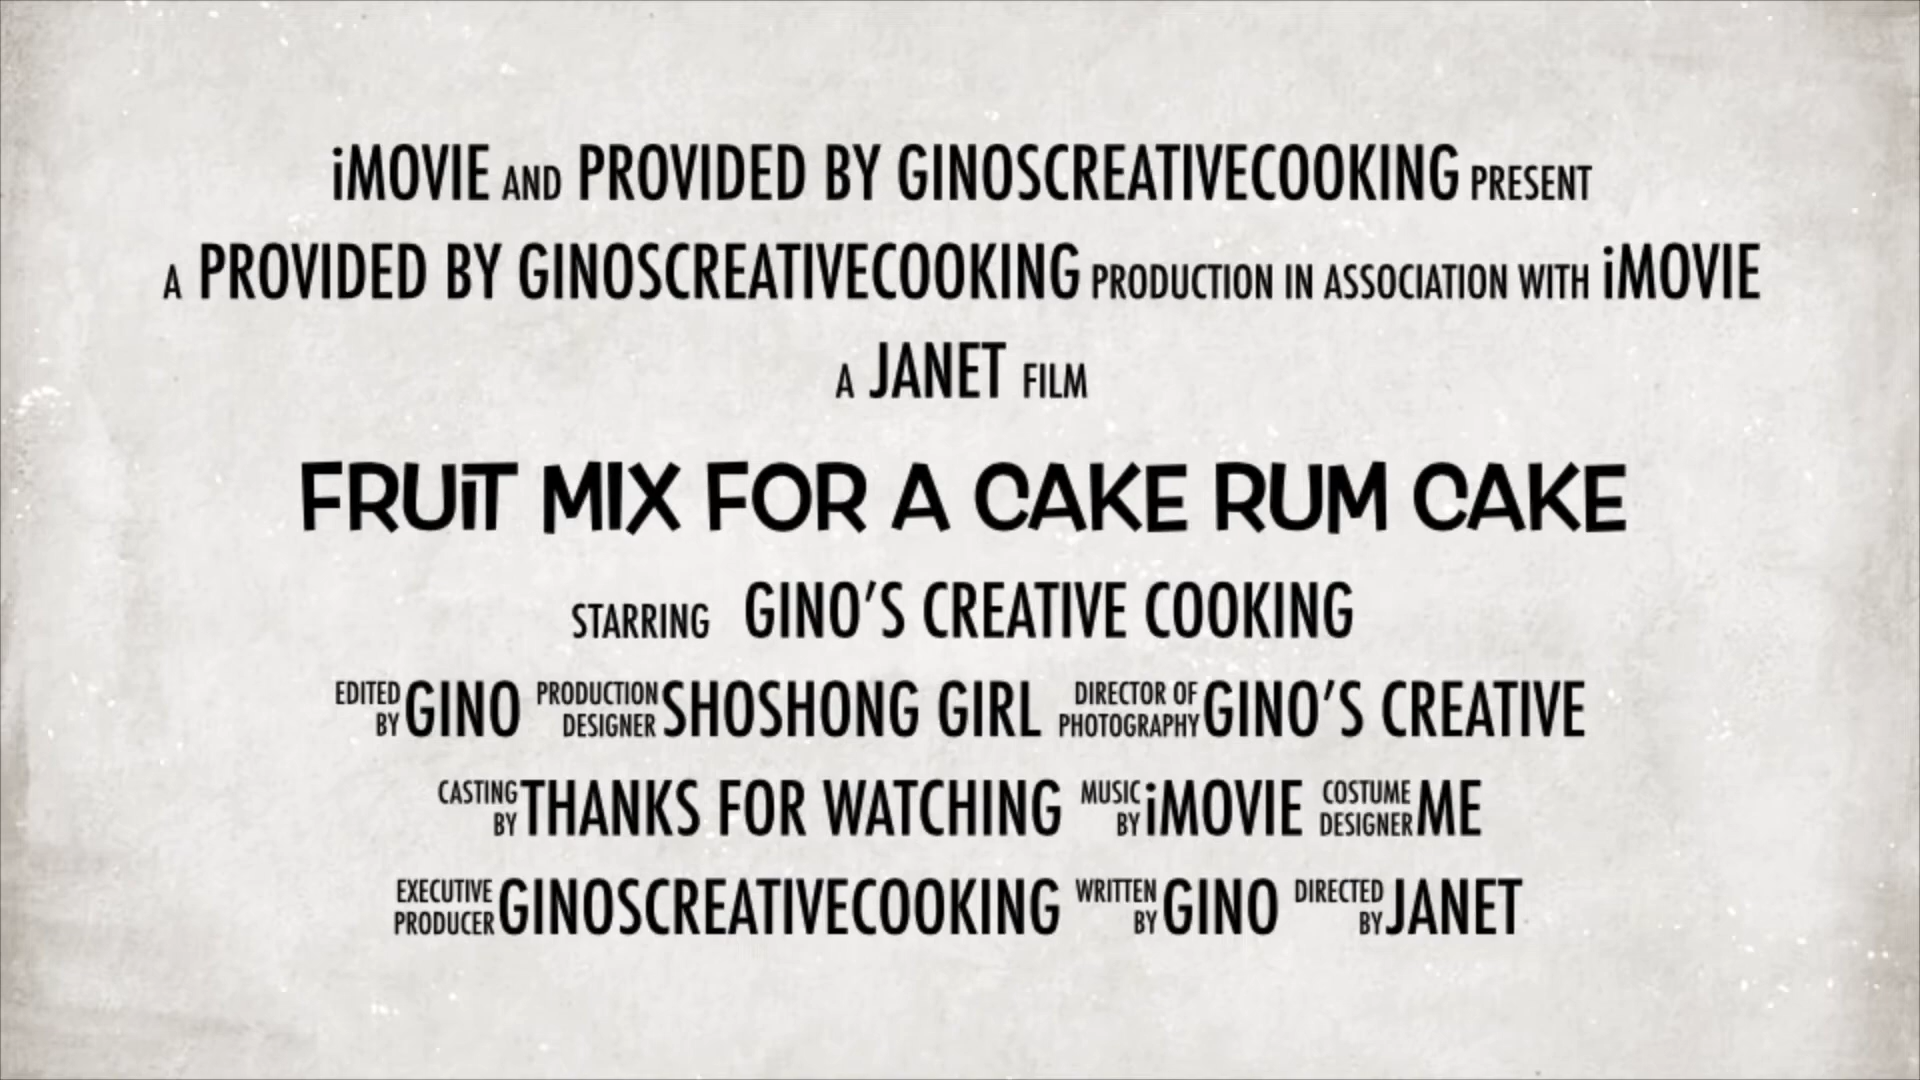 iMOVIE AND PROVIDED BY GINOSCREATIVECOOKING PRESENT
A PROVIDED BY GINOSCREATIVECOOKING PRODUCTION IN ASSOCIATION WITH iMOVIE
A JANET FILM
FRUiT MIX FOR A CAKE RUM CAKE
STARRING GINO'S CREATIVE COOKING
EDITED BY GINO PRODUCTION DESIGNER SHOSHONG GIRL DIRECTOR OF PHOTOGRAPHY GINO'S CREATIVE
CASTING BY THANKS FOR WATCHING MUSIC BY iMOVIE COSTUME DESIGNER ME
EXECUTIVE PRODUCER GINOSCREATIVECOOKING WRITTEN BY GINO DIRECTED BY JANET